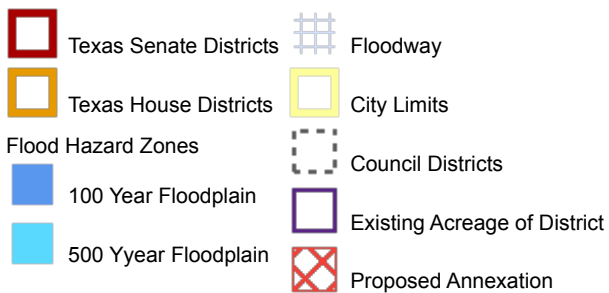 Texas Senate Districts
Texas House Districts
Flood Hazard Zones
100 Year Floodplain
500 Yyear Floodplain
Floodway
City Limits
Council Districts
Existing Acreage of District
Proposed Annexation